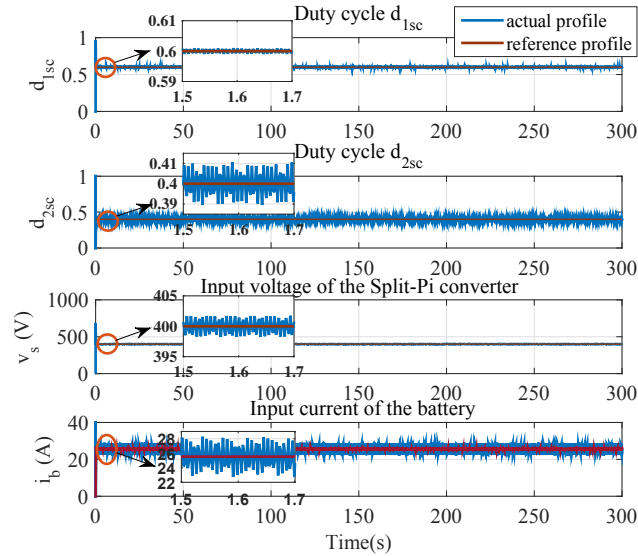 Duty cycle d1sc
actual profile
reference profile
d1sc
1
0.5
0
0.61
0.6
0.59
1.5 1.6 1.7
0 50 100 150 200 250 300
Duty cycle d2sc
d2sc
1
0.5
0
0.41
0.4
0.39
1.5 1.6 1.7
0 50 100 150 200 250 300
Input voltage of the Split-Pi converter
v_s (V)
1000
500
0
405
400
395
1.5 1.6 1.7
0 50 100 150 200 250 300
Input current of the battery
i_b (A)
40
20
0
28
26
24
22
1.5 1.6 1.7
0 50 100 150 200 250 300
Time(s)